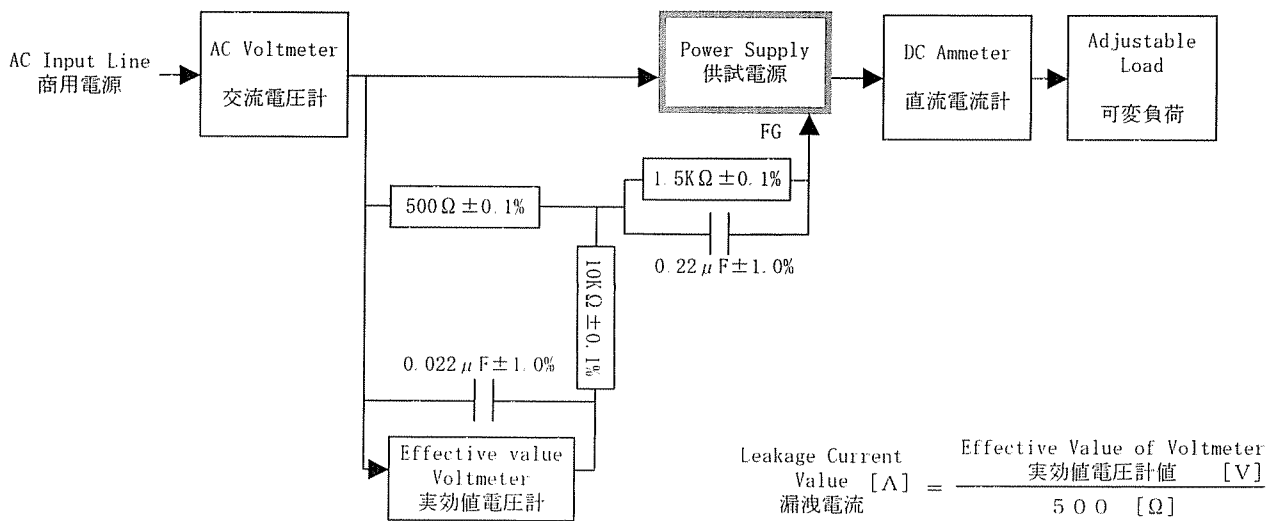 AC Input Line
商用電源
AC Voltmeter
交流電圧計
Power Supply
供試電源
DC Ammeter
直流電流計
Adjustable
Load
可変負荷
FG
1.5KΩ±0.1%
500Ω±0.1%
0.22μF±1.0%
10KΩ±0.1%
0.022μF±1.0%
Effective value
Voltmeter
実効値電圧計
Leakage Current
Value [A]
漏洩電流
=
Effective Value of Voltmeter
実効値電圧計値 [V]
500 [Ω]